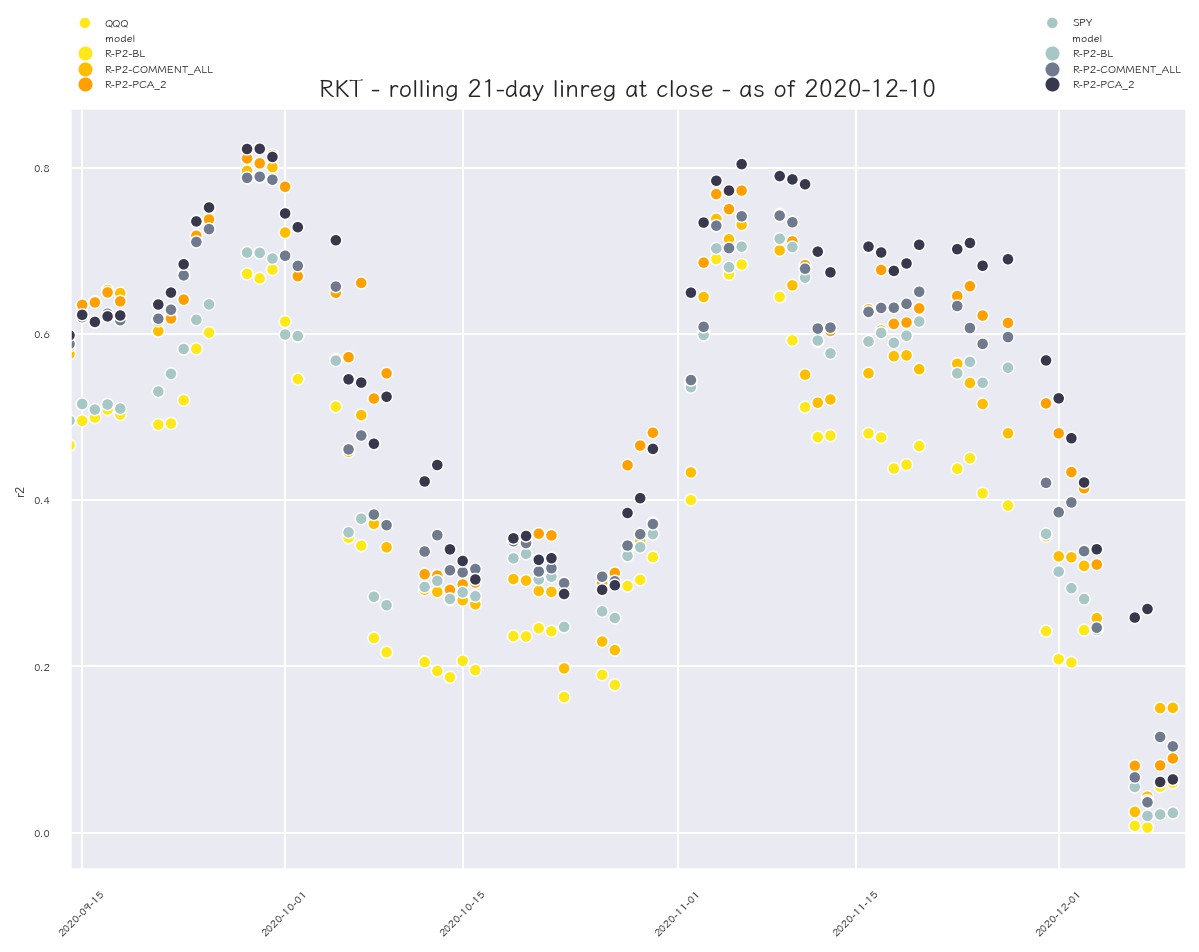 QQQ
model
R-P2-BL
R-P2-COMMENT_ALL
R-P2-PCA_2
SPY
model
R-P2-BL
R-P2-COMMENT_ALL
R-P2-PCA_2
RKT - rolling 21-day linreg at close - as of 2020-12-10
0.8
0.6
0.4
0.2
0.0
r2
2020-09-15
2020-10-01
2020-10-15
2020-11-01
2020-11-15
2020-12-01